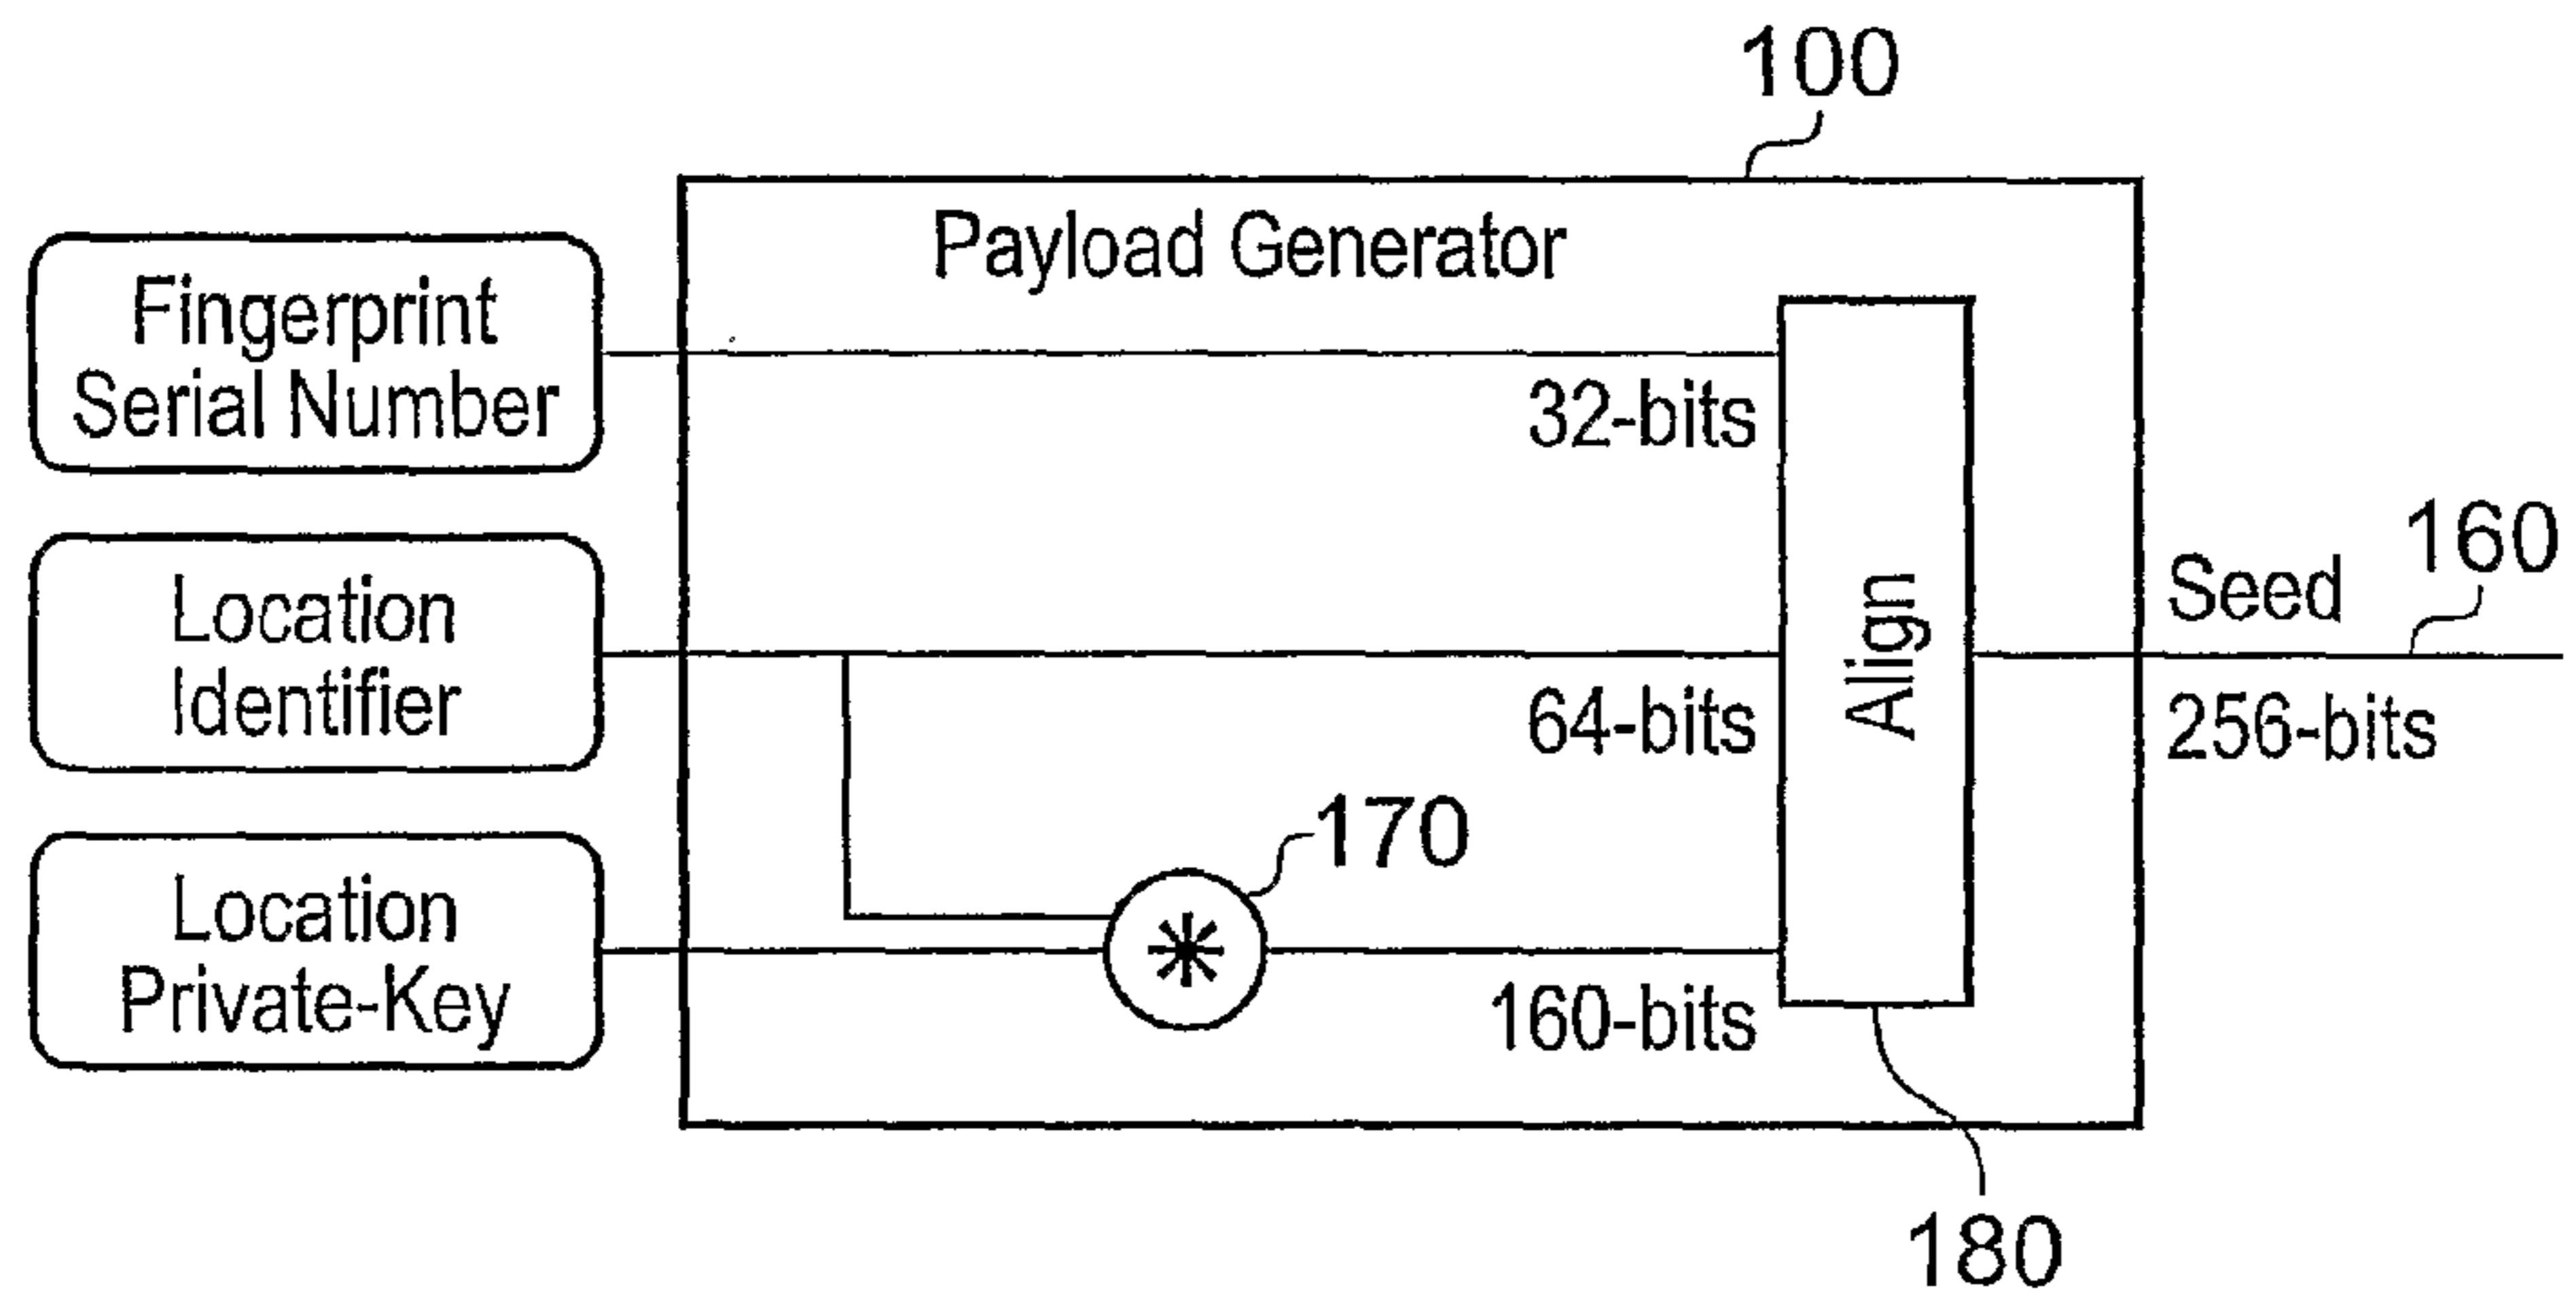 100
Payload Generator
Fingerprint
Serial Number
32-bits
Location
Identifier
64-bits
Align
Seed
160
256-bits
170
Location
Private-Key
160-bits
180